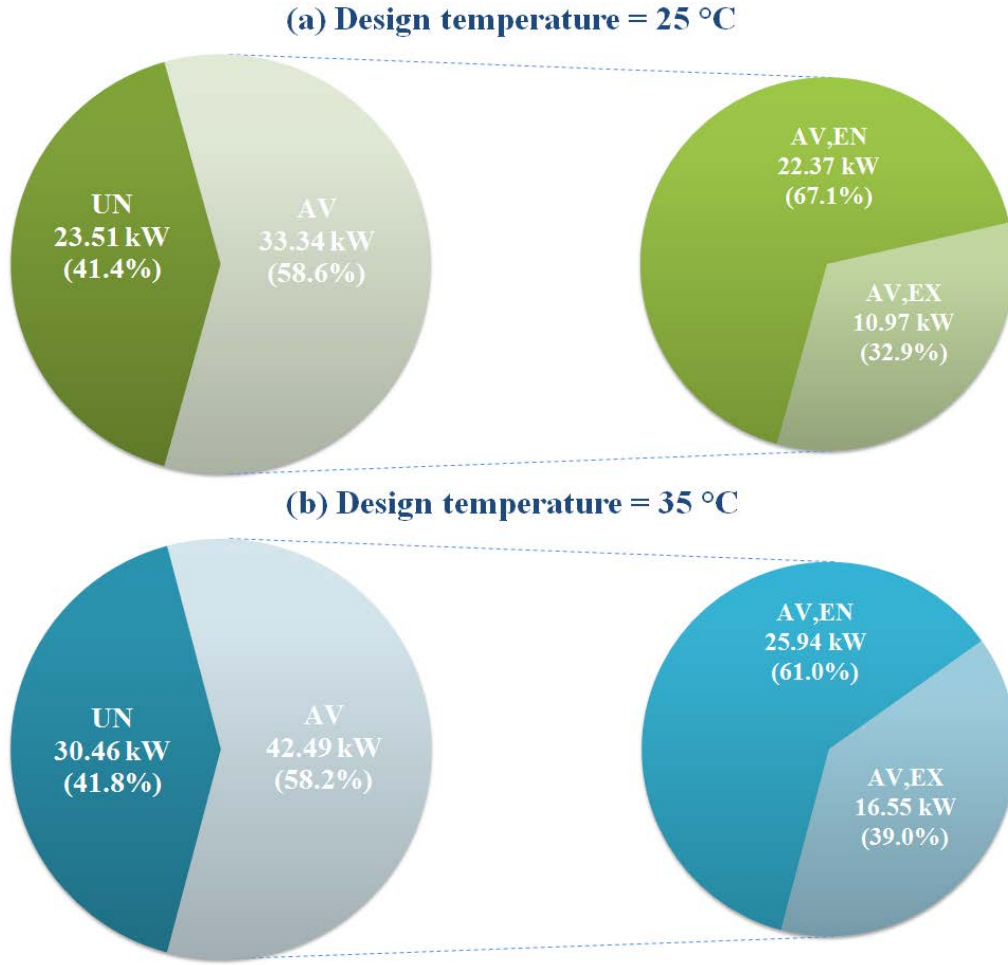 (a) Design temperature = 25 °C
UN
23.51 kW
(41.4%)
AV
33.34 kW
(58.6%)
AV,EN
22.37 kW
(67.1%)
AV,EX
10.97 kW
(32.9%)
(b) Design temperature = 35 °C
UN
30.46 kW
(41.8%)
AV
42.49 kW
(58.2%)
AV,EN
25.94 kW
(61.0%)
AV,EX
16.55 kW
(39.0%)